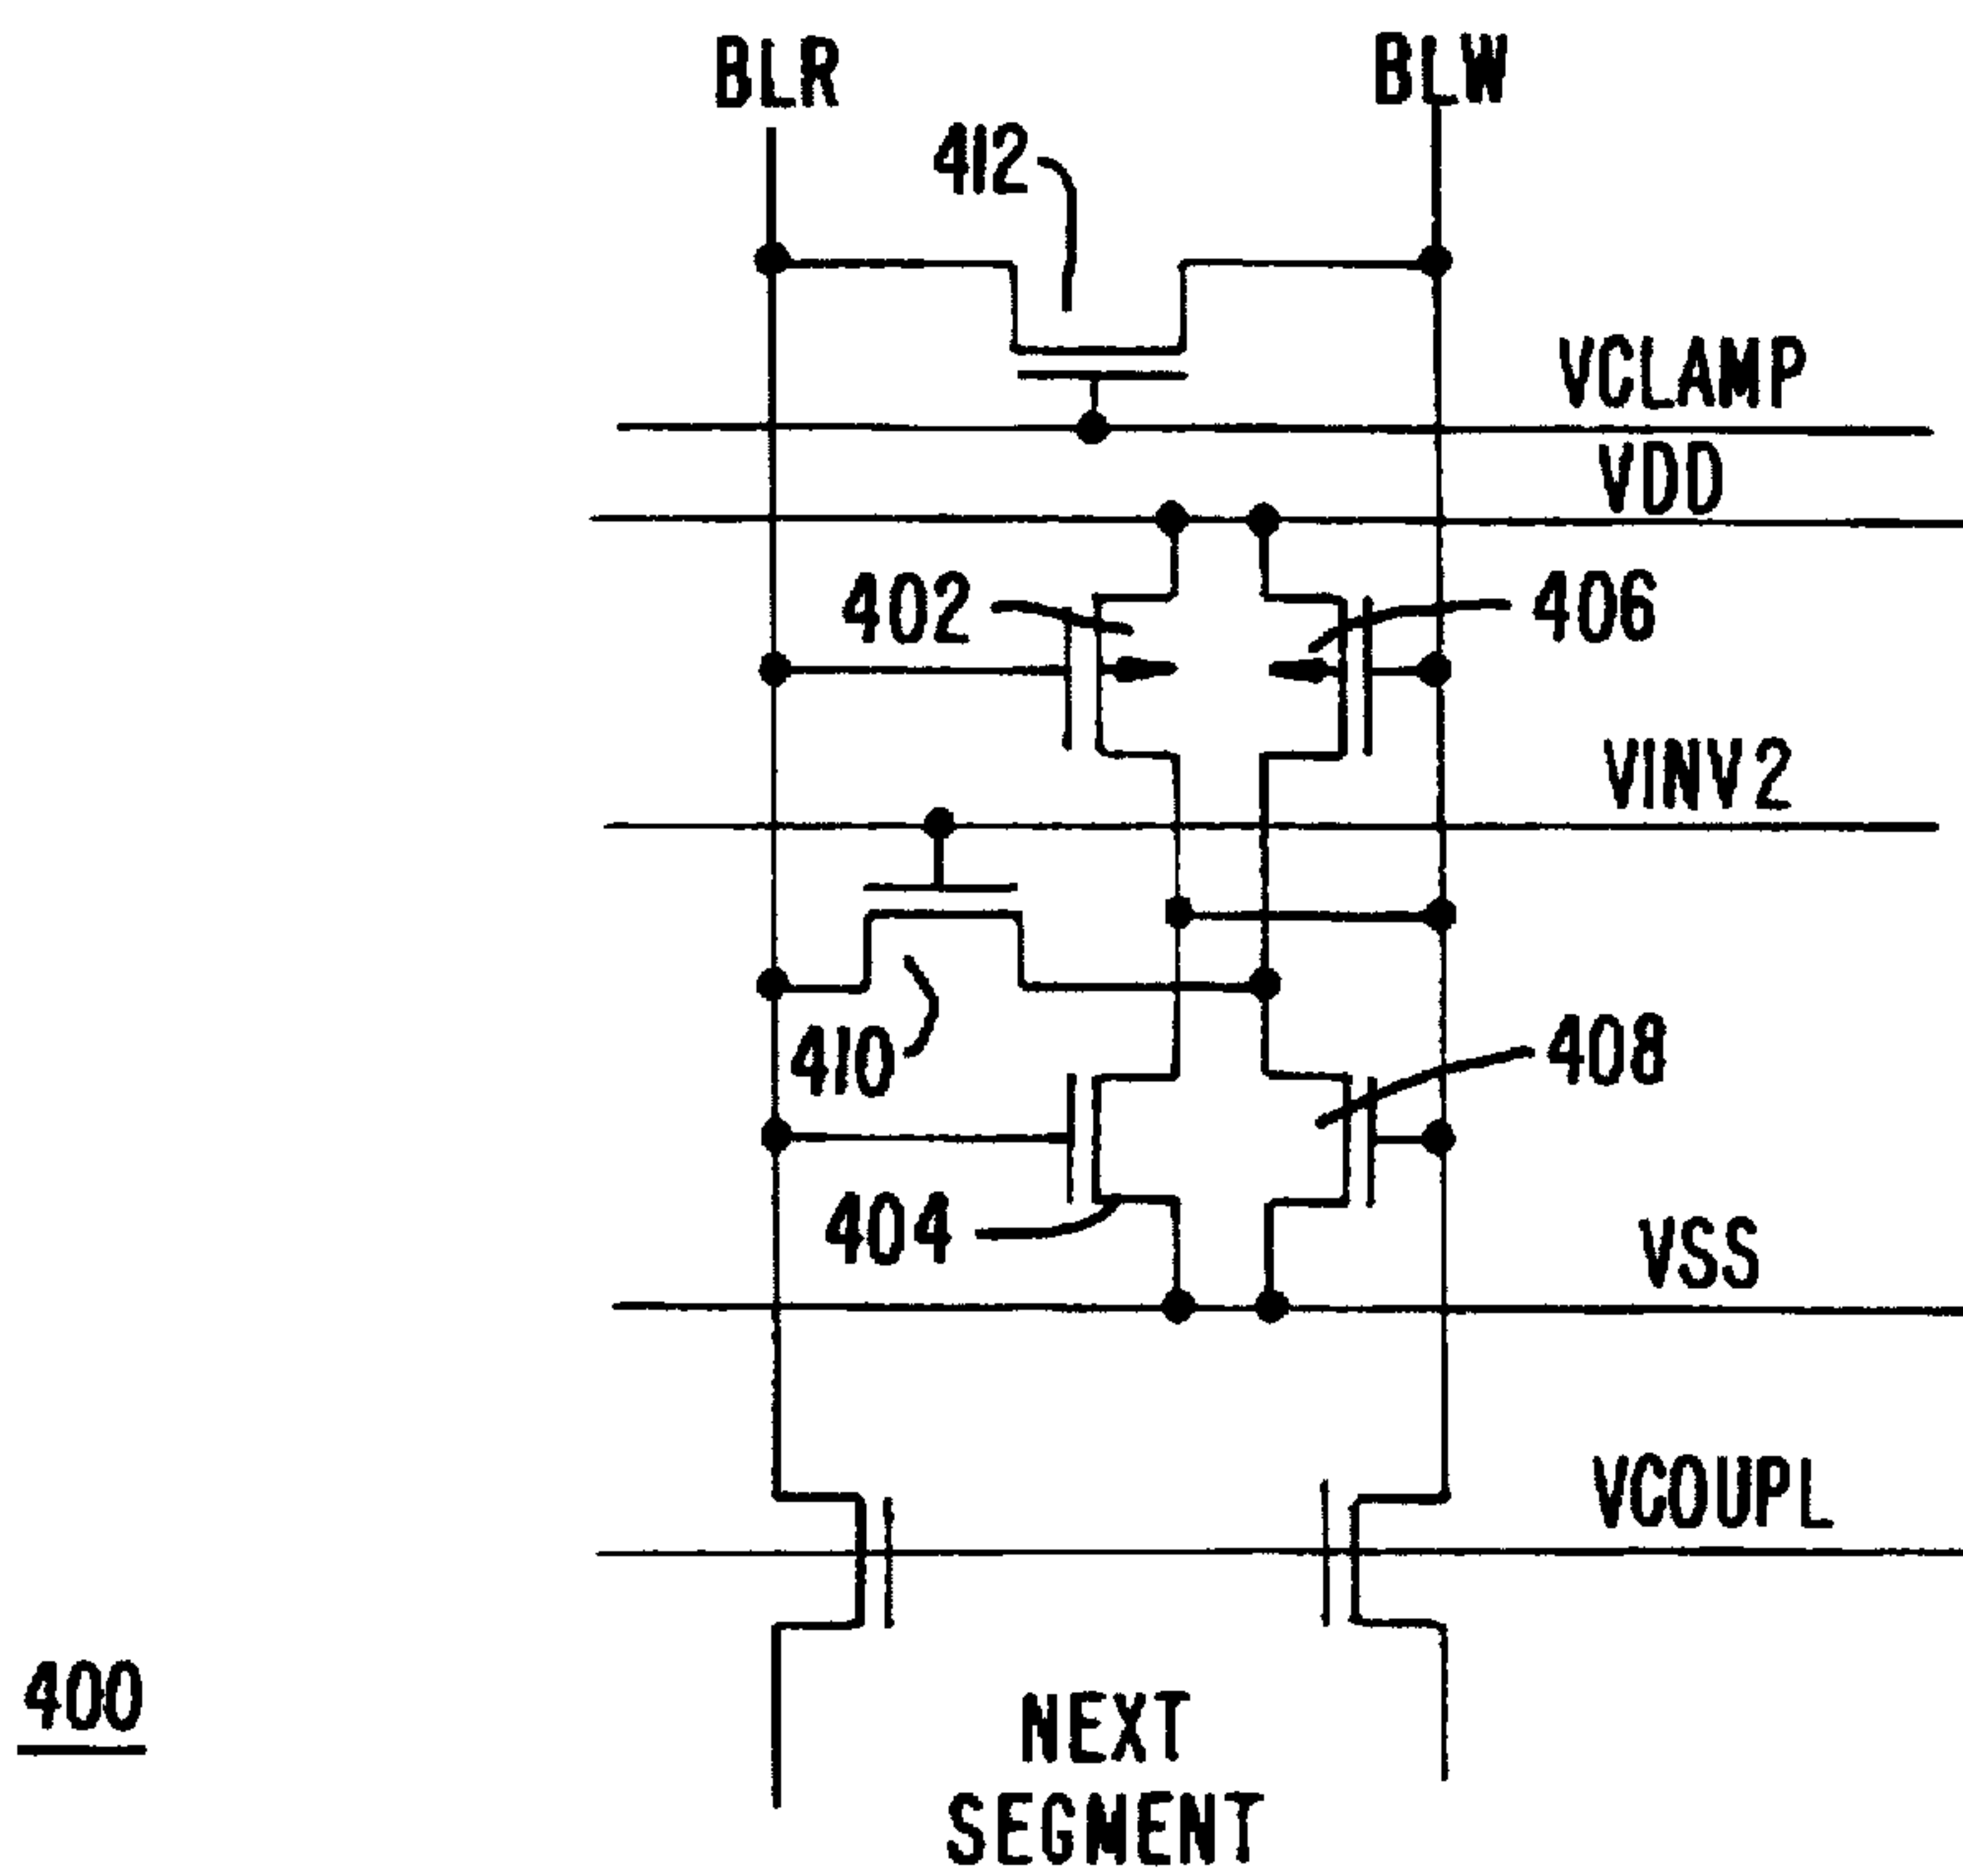 BLR
BLW
412
VCLAMP
VDD
402
406
VINV2
410
408
404
VSS
VCOUPL
400
NEXT
SEGMENT